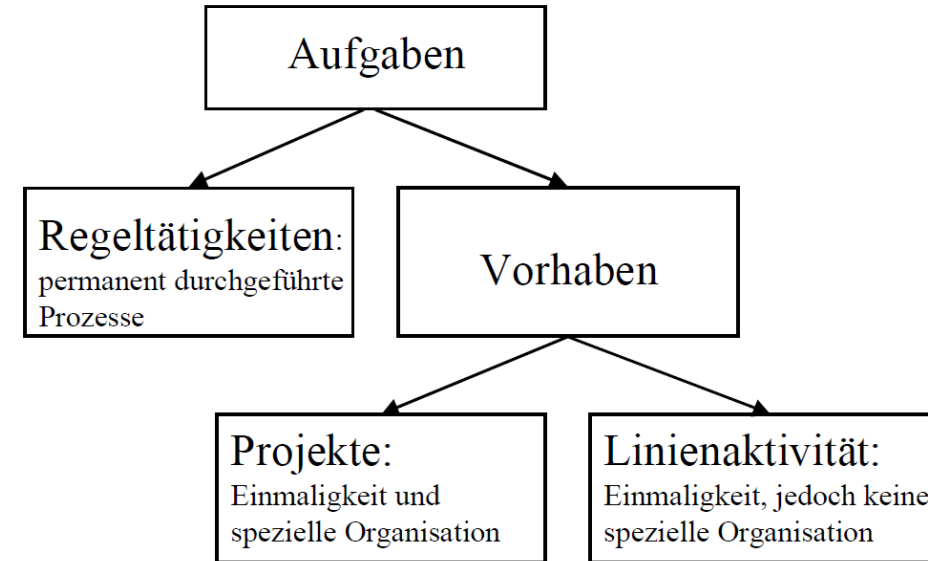 Aufgaben
Regeltätigkeiten:
permanent durchgeführte
Prozesse
Vorhaben
Projekte:
Einmaligkeit und
spezielle Organisation
Linienaktivität:
Einmaligkeit, jedoch keine
spezielle Organisation